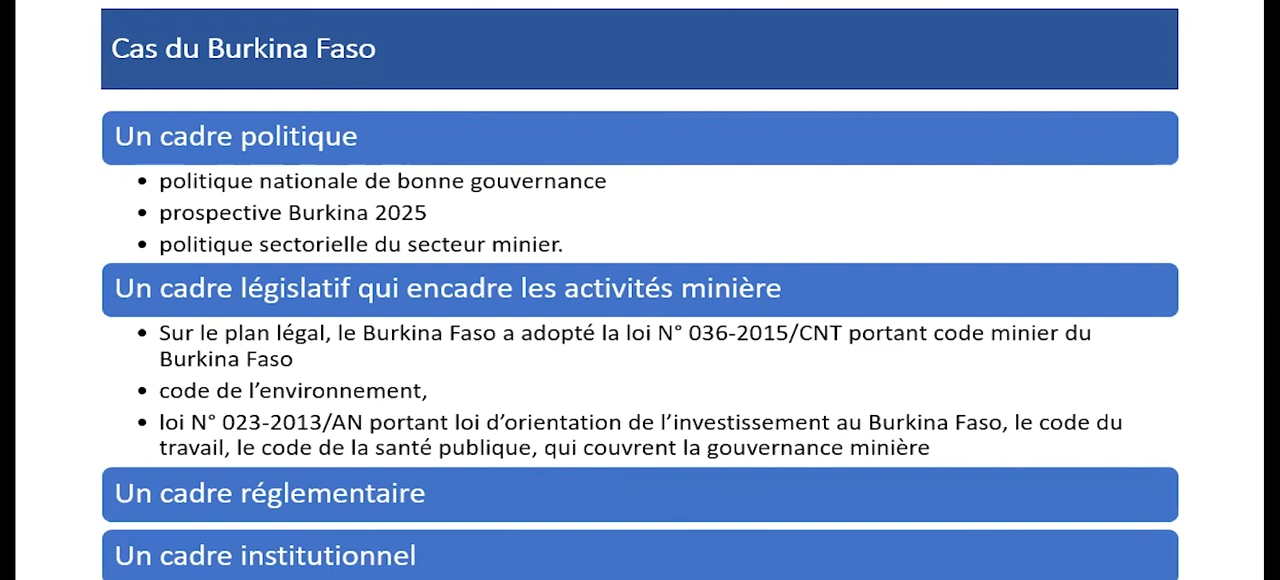 Cas du Burkina Faso
Un cadre politique
• politique nationale de bonne gouvernance
• prospective Burkina 2025
• politique sectorielle du secteur minier.
Un cadre législatif qui encadre les activités minière
• Sur le plan légal, le Burkina Faso a adopté la loi N° 036-2015/CNT portant code minier du
Burkina Faso
• code de l’environnement,
• loi N° 023-2013/AN portant loi d’orientation de l’investissement au Burkina Faso, le code du
travail, le code de la santé publique, qui couvrent la gouvernance minière
Un cadre réglementaire
Un cadre institutionnel